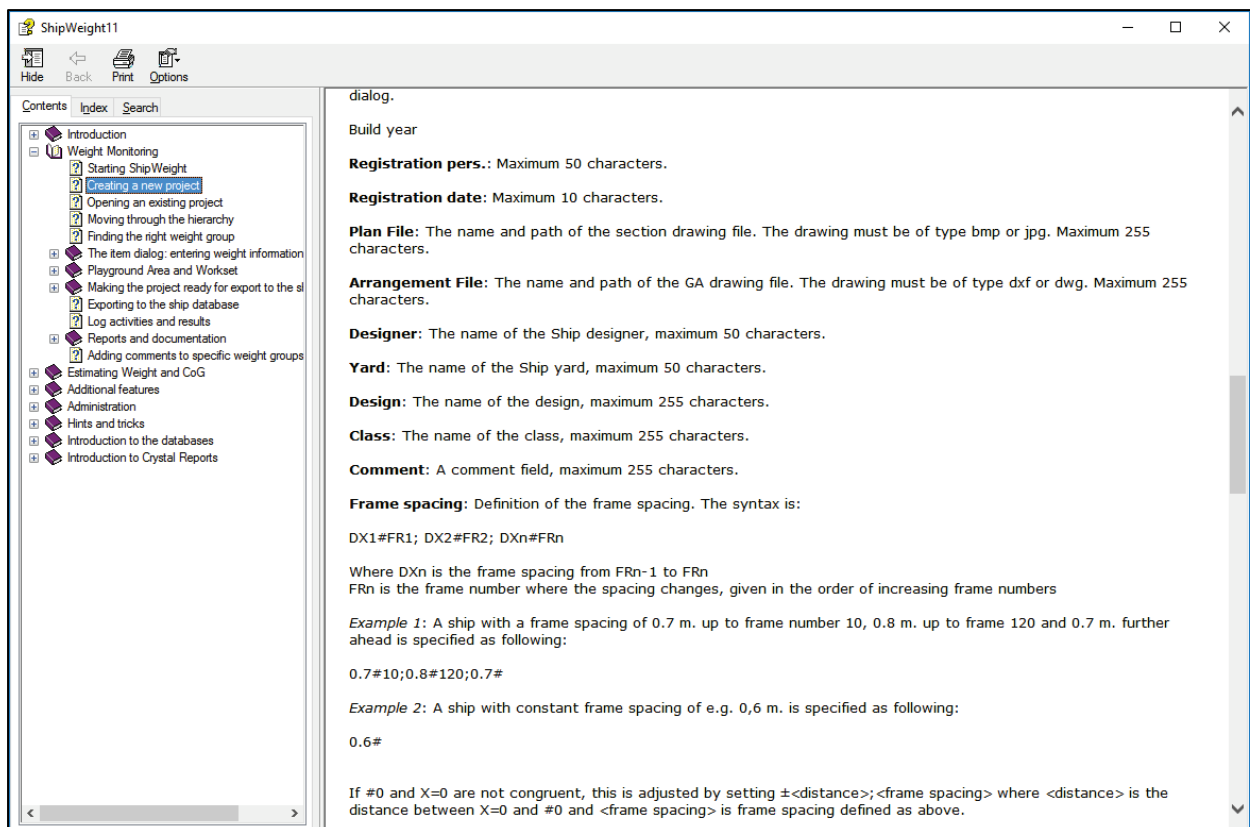 ShipWeight11
Hide Back Print Options
Contents Index Search
Introduction
Weight Monitoring
Starting ShipWeight
Creating a new project
Opening an existing project
Moving through the hierarchy
Finding the right weight group
The item dialog: entering weight information
Playground Area and Workset
Making the project ready for export to the sl
Exporting to the ship database
Log activities and results
Reports and documentation
Adding comments to specific weight groups
Estimating Weight and CoG
Additional features
Administration
Hints and tricks
Introduction to the databases
Introduction to Crystal Reports
dialog.
Build year
Registration pers.: Maximum 50 characters.
Registration date: Maximum 10 characters.
Plan File: The name and path of the section drawing file. The drawing must be of type bmp or jpg. Maximum 255
characters.
Arrangement File: The name and path of the GA drawing file. The drawing must be of type dxf or dwg. Maximum 255
characters.
Designer: The name of the Ship designer, maximum 50 characters.
Yard: The name of the Ship yard, maximum 50 characters.
Design: The name of the design, maximum 255 characters.
Class: The name of the class, maximum 255 characters.
Comment: A comment field, maximum 255 characters.
Frame spacing: Definition of the frame spacing. The syntax is:
DX1#FR1; DX2#FR2; DXn#FRn
Where DXn is the frame spacing from FRn-1 to FRn
FRn is the frame number where the spacing changes, given in the order of increasing frame numbers
Example 1: A ship with a frame spacing of 0.7 m. up to frame number 10, 0.8 m. up to frame 120 and 0.7 m. further
ahead is specified as following:
0.7#10;0.8#120;0.7#
Example 2: A ship with constant frame spacing of e.g. 0,6 m. is specified as following:
0.6#
If #0 and X=0 are not congruent, this is adjusted by setting ±<distance>;<frame spacing> where <distance> is the
distance between X=0 and #0 and <frame spacing> is frame spacing defined as above.